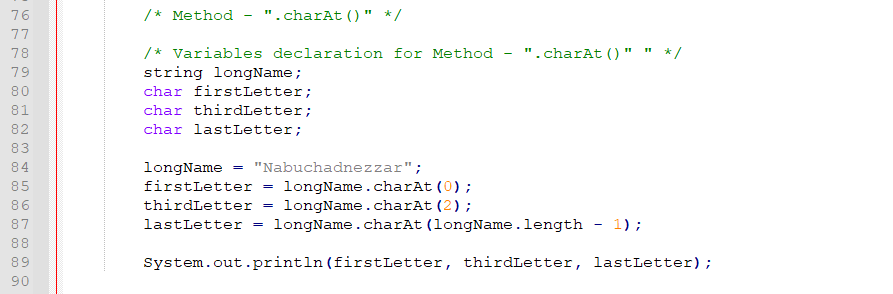 76 /* Method - ".charAt()" */
77
78 /* Variables declaration for Method - ".charAt()" " */
79 string longName;
80 char firstLetter;
81 char thirdLetter;
82 char lastLetter;
83
84 longName = "Nabuchadnezzar";
85 firstLetter = longName.charAt(0);
86 thirdLetter = longName.charAt(2);
87 lastLetter = longName.charAt(longName.length - 1);
88
89 System.out.println(firstLetter, thirdLetter, lastLetter);
90